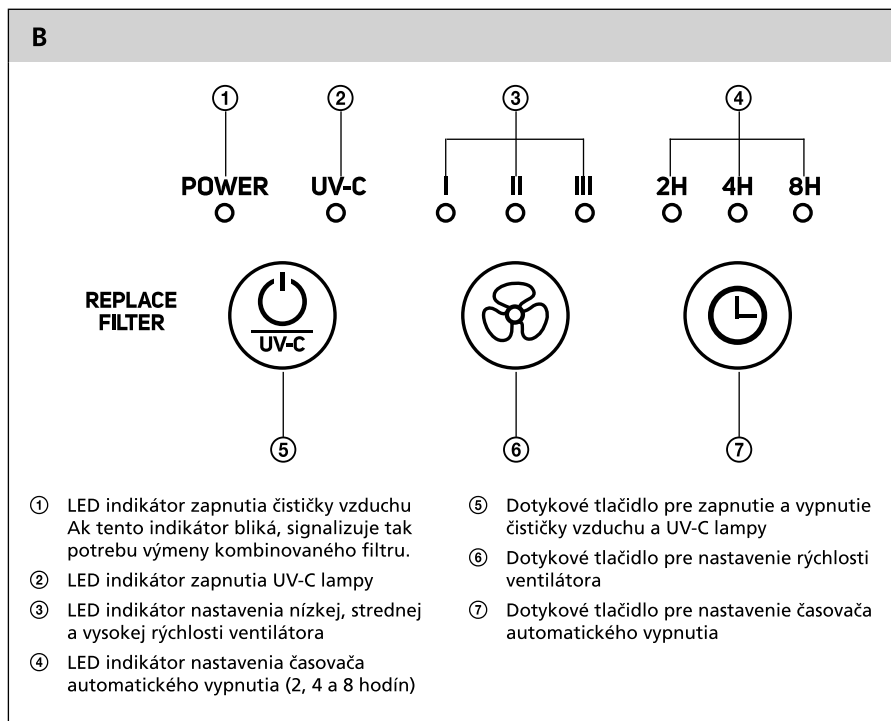 B
① ② ③ ④
POWER UV-C I II III 2H 4H 8H
REPLACE
FILTER
UV-C
⑤ ⑥ ⑦
① LED indikátor zapnutia čističky vzduchu
Ak tento indikátor bliká, signalizuje tak
potrebu výmeny kombinovaného filtru.
② LED indikátor zapnutia UV-C lampy
③ LED indikátor nastavenia nízkej, strednej
a vysokej rýchlosti ventilátora
④ LED indikátor nastavenia časovača
automatického vypnutia (2, 4 a 8 hodín)
⑤ Dotykové tlačidlo pre zapnutie a vypnutie
čističky vzduchu a UV-C lampy
⑥ Dotykové tlačidlo pre nastavenie rýchlosti
ventilátora
⑦ Dotykové tlačidlo pre nastavenie časovača
automatického vypnutia